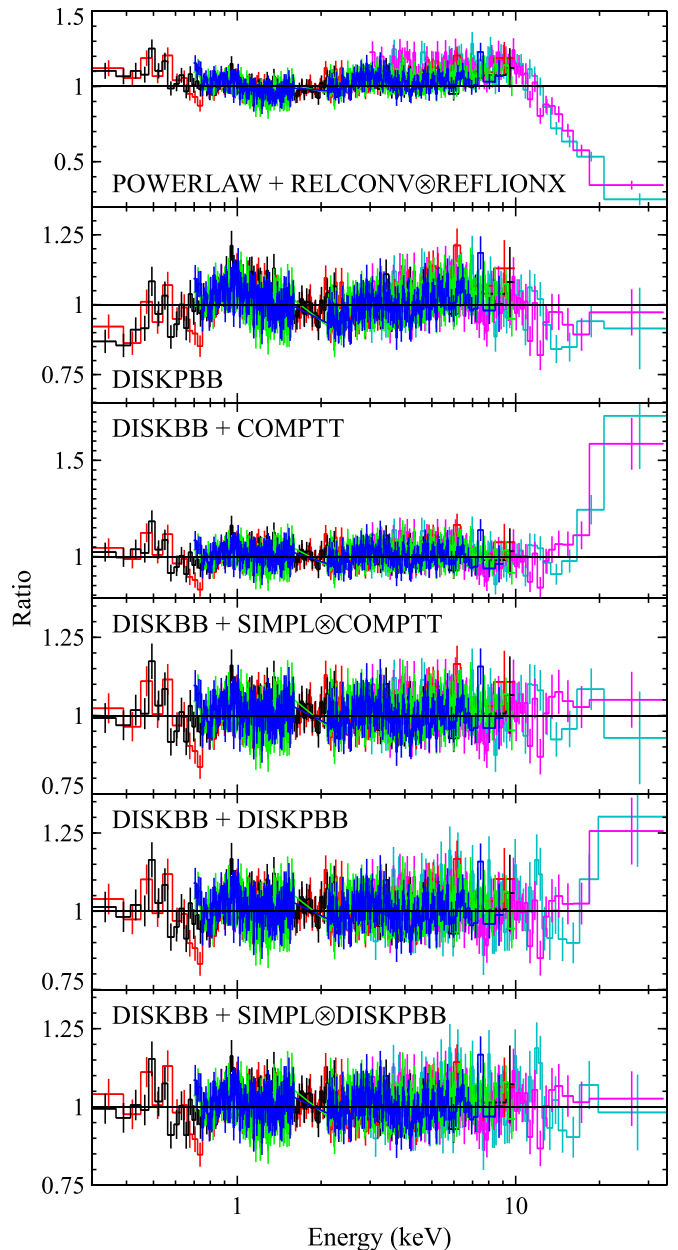 1.5
1
0.5
POWERLAW + RELCONV⊗REFLIONX
1.25
1
0.75
DISKPBB
DISKBB + COMPTT
1.5
1
Ratio
DISKBB + SIMPL⊗COMPTT
1.25
1
0.75
DISKBB + DISKPBB
1.25
1
0.75
DISKBB + SIMPL⊗DISKPBB
1.25
1
0.75
1 10
Energy (keV)